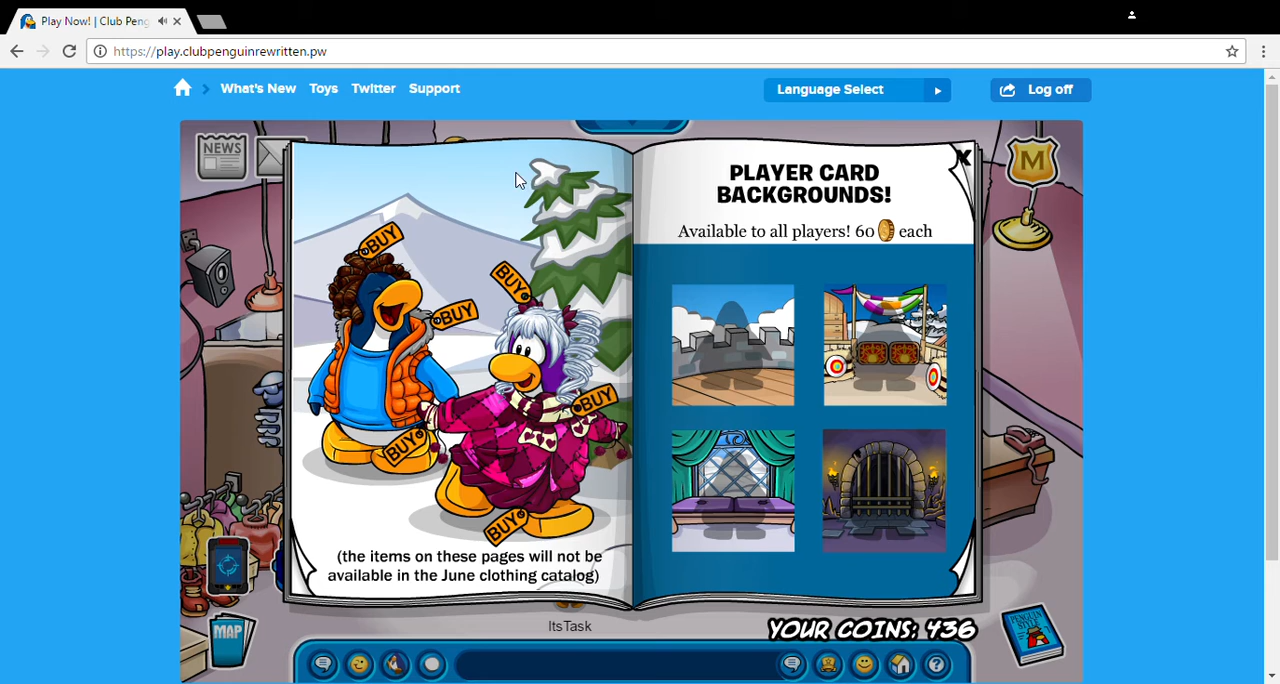 Play Now! | Club Peng
https://play.clubpenguinrewritten.pw
What's New Toys Twitter Support
Language Select
Log off
NEWS
M
BUY
BUY
BUY
BUY
BUY
BUY
(the items on these pages will not be
available in the June clothing catalog)
PLAYER CARD
BACKGROUNDS!
Available to all players! 60 each
X
MAP
ItsTask
YOUR COINS: 436
PENGUIN
STYLE
?